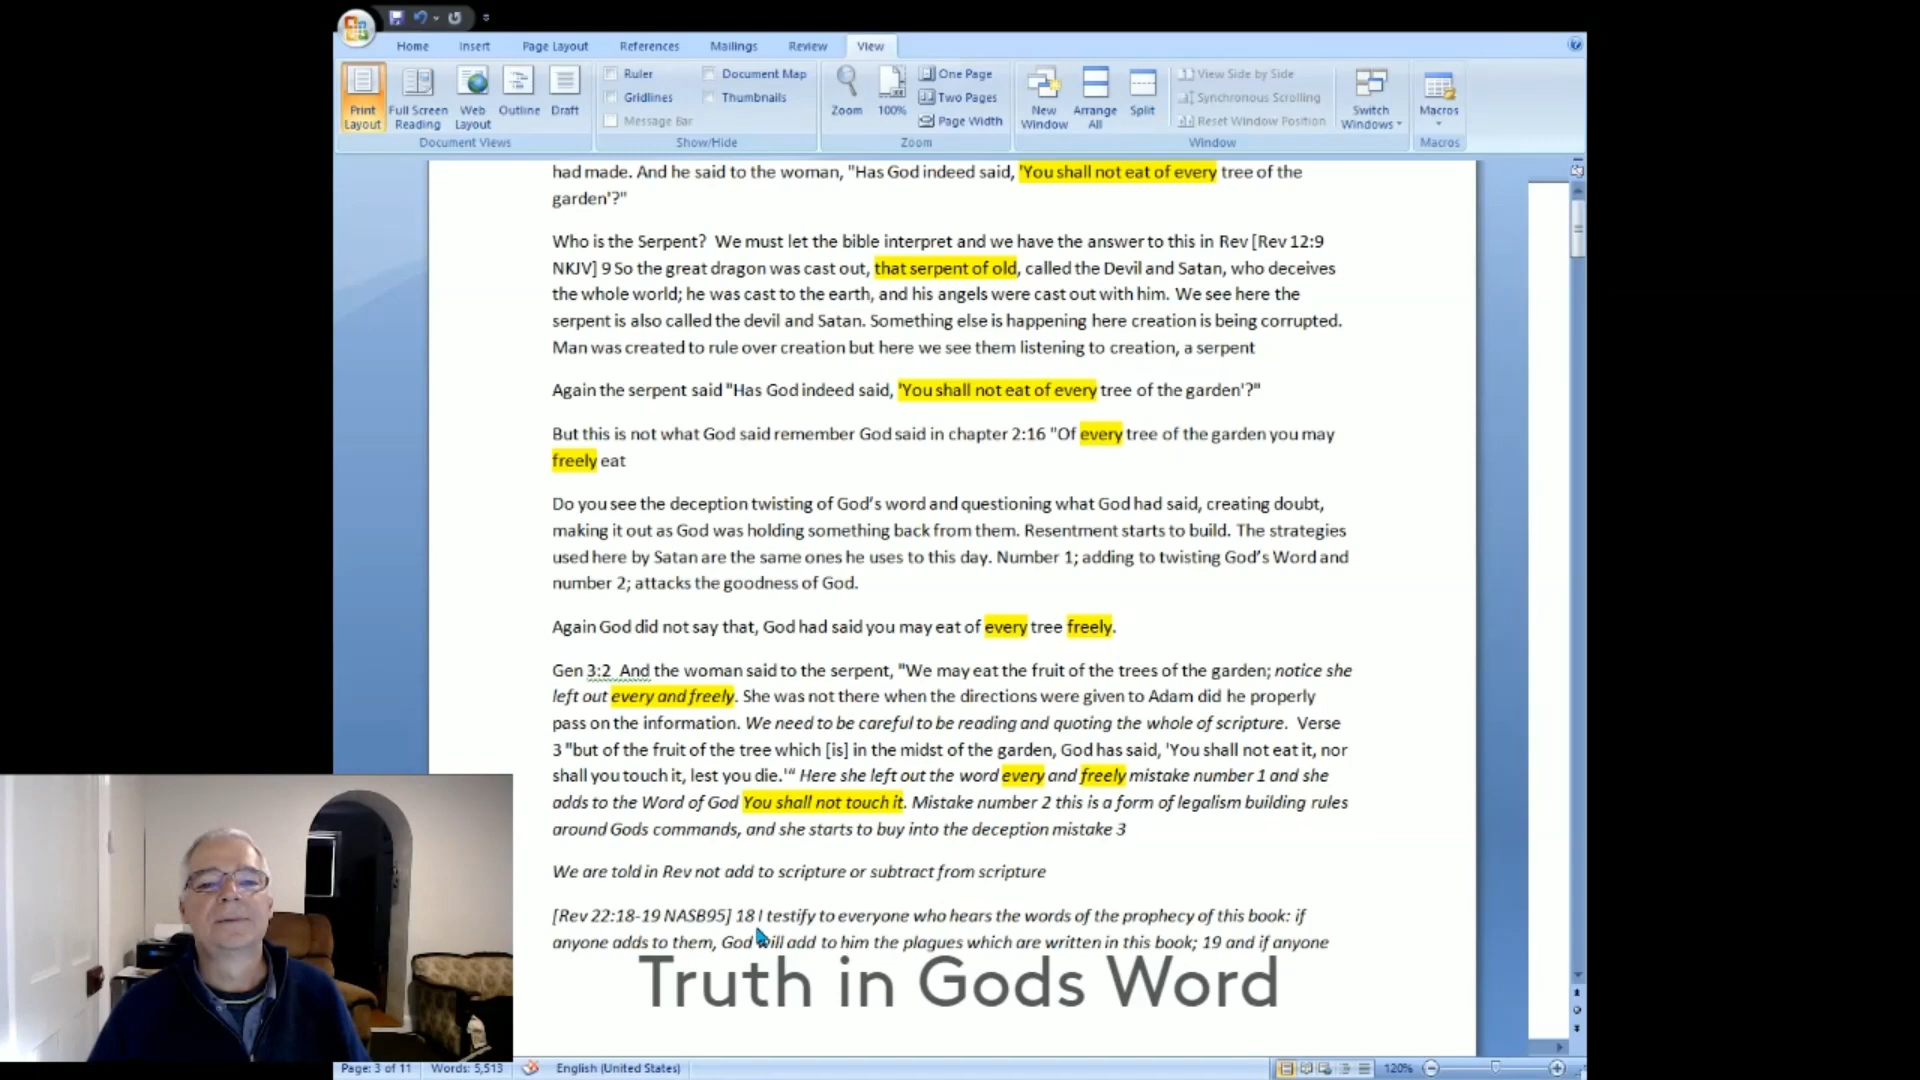 Home Insert Page Layout References Mailings Review View
Ruler Document Map One Page View Side by Side
Gridlines Thumbnails Two Pages Synchronous Scrolling
Message Bar Page Width Reset Window Position
Print Layout Full Screen Reading Web Layout Outline Draft Zoom 100% New Window Arrange All Split Switch Windows Macros
Document Views Show/Hide Zoom Window Macros
had made. And he said to the woman, "Has God indeed said, 'You shall not eat of every tree of the
garden'?"
Who is the Serpent?  We must let the bible interpret and we have the answer to this in Rev [Rev 12:9
NKJV] 9 So the great dragon was cast out, that serpent of old, called the Devil and Satan, who deceives
the whole world; he was cast to the earth, and his angels were cast out with him. We see here the
serpent is also called the devil and Satan. Something else is happening here creation is being corrupted.
Man was created to rule over creation but here we see them listening to creation, a serpent
Again the serpent said "Has God indeed said, 'You shall not eat of every tree of the garden'?"
But this is not what God said remember God said in chapter 2:16 "Of every tree of the garden you may
freely eat
Do you see the deception twisting of God's word and questioning what God had said, creating doubt,
making it out as God was holding something back from them. Resentment starts to build. The strategies
used here by Satan are the same ones he uses to this day. Number 1; adding to twisting God's Word and
number 2; attacks the goodness of God.
Again God did not say that, God had said you may eat of every tree freely.
Gen 3:2  And the woman said to the serpent, "We may eat the fruit of the trees of the garden; notice she
left out every and freely. She was not there when the directions were given to Adam did he properly
pass on the information. We need to be careful to be reading and quoting the whole of scripture.  Verse
3 "but of the fruit of the tree which [is] in the midst of the garden, God has said, 'You shall not eat it, nor
shall you touch it, lest you die.'" Here she left out the word every and freely mistake number 1 and she
adds to the Word of God You shall not touch it. Mistake number 2 this is a form of legalism building rules
around Gods commands, and she starts to buy into the deception mistake 3
We are told in Rev not add to scripture or subtract from scripture
[Rev 22:18-19 NASB95] 18 I testify to everyone who hears the words of the prophecy of this book: if
anyone adds to them, God will add to him the plagues which are written in this book; 19 and if anyone
Truth in Gods Word
Page: 3 of 11 Words: 5,513 English (United States) 120%